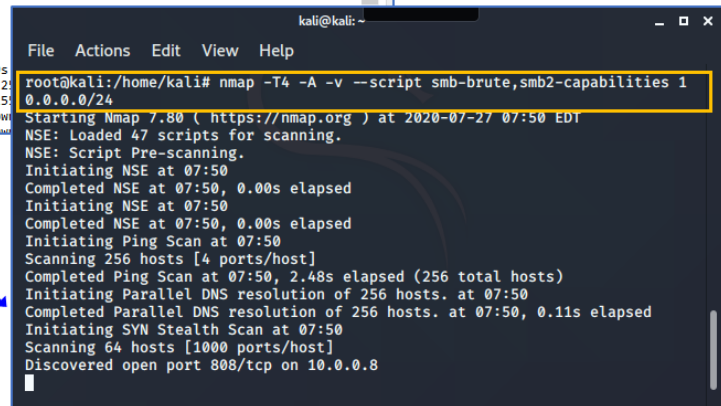 kali@kali: ~
File Actions Edit View Help
root@kali:/home/kali# nmap -T4 -A -v --script smb-brute,smb2-capabilities 1
0.0.0.0/24
Starting Nmap 7.80 ( https://nmap.org ) at 2020-07-27 07:50 EDT
NSE: Loaded 47 scripts for scanning.
NSE: Script Pre-scanning.
Initiating NSE at 07:50
Completed NSE at 07:50, 0.00s elapsed
Initiating NSE at 07:50
Completed NSE at 07:50, 0.00s elapsed
Initiating Ping Scan at 07:50
Scanning 256 hosts [4 ports/host]
Completed Ping Scan at 07:50, 2.48s elapsed (256 total hosts)
Initiating Parallel DNS resolution of 256 hosts. at 07:50
Completed Parallel DNS resolution of 256 hosts. at 07:50, 0.11s elapsed
Initiating SYN Stealth Scan at 07:50
Scanning 64 hosts [1000 ports/host]
Discovered open port 808/tcp on 10.0.0.8